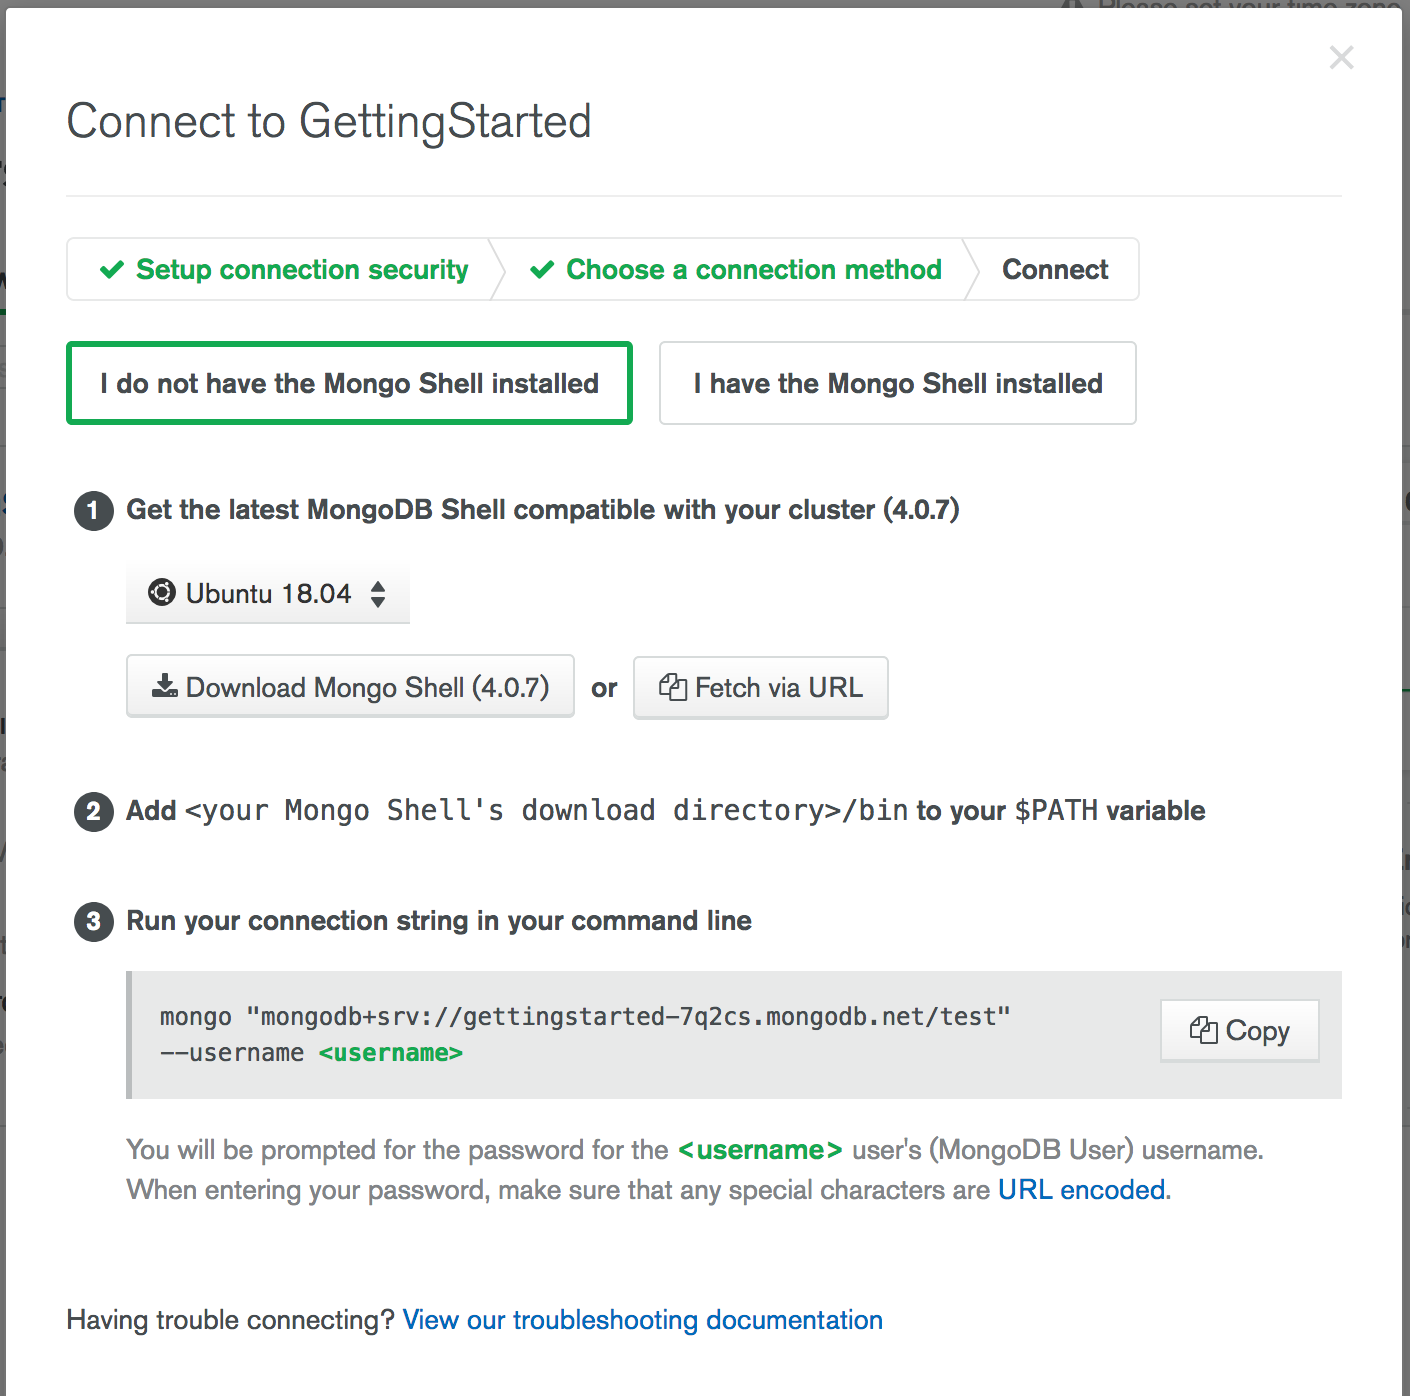 Please set your time zone
Connect to GettingStarted
Setup connection security
Choose a connection method
Connect
I do not have the Mongo Shell installed
I have the Mongo Shell installed
1 Get the latest MongoDB Shell compatible with your cluster (4.0.7)
Ubuntu 18.04
Download Mongo Shell (4.0.7) or Fetch via URL
2 Add <your Mongo Shell's download directory>/bin to your $PATH variable
3 Run your connection string in your command line
mongo "mongodb+srv://gettingstarted-7q2cs.mongodb.net/test"
--username <username>
Copy
You will be prompted for the password for the <username> user's (MongoDB User) username.
When entering your password, make sure that any special characters are URL encoded.
Having trouble connecting? View our troubleshooting documentation